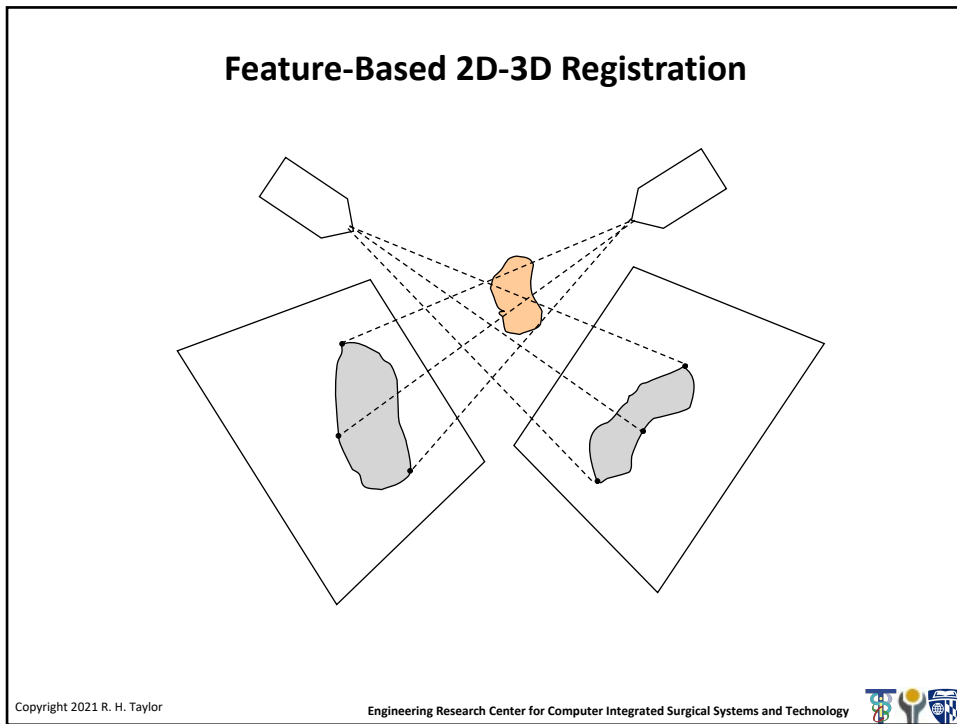 Feature-Based 2D-3D Registration
Copyright 2021 R. H. Taylor
Engineering Research Center for Computer Integrated Surgical Systems and Technology